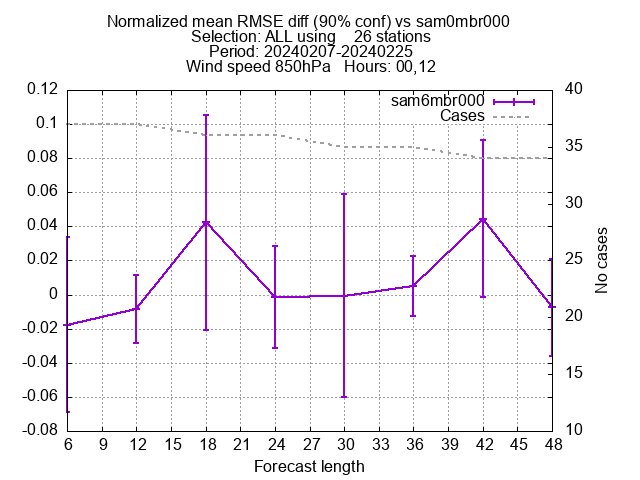 Normalized mean RMSE diff (90% conf) vs sam0mbr000
Selection: ALL using    26 stations
Period: 20240207-20240225
Wind speed 850hPa   Hours: 00,12
sam6mbr000
Cases
0.12
0.1
0.08
0.06
0.04
0.02
0
-0.02
-0.04
-0.06
-0.08
40
35
30
25
20
15
10
No cases
6 9 12 15 18 21 24 27 30 33 36 39 42 45 48
Forecast length